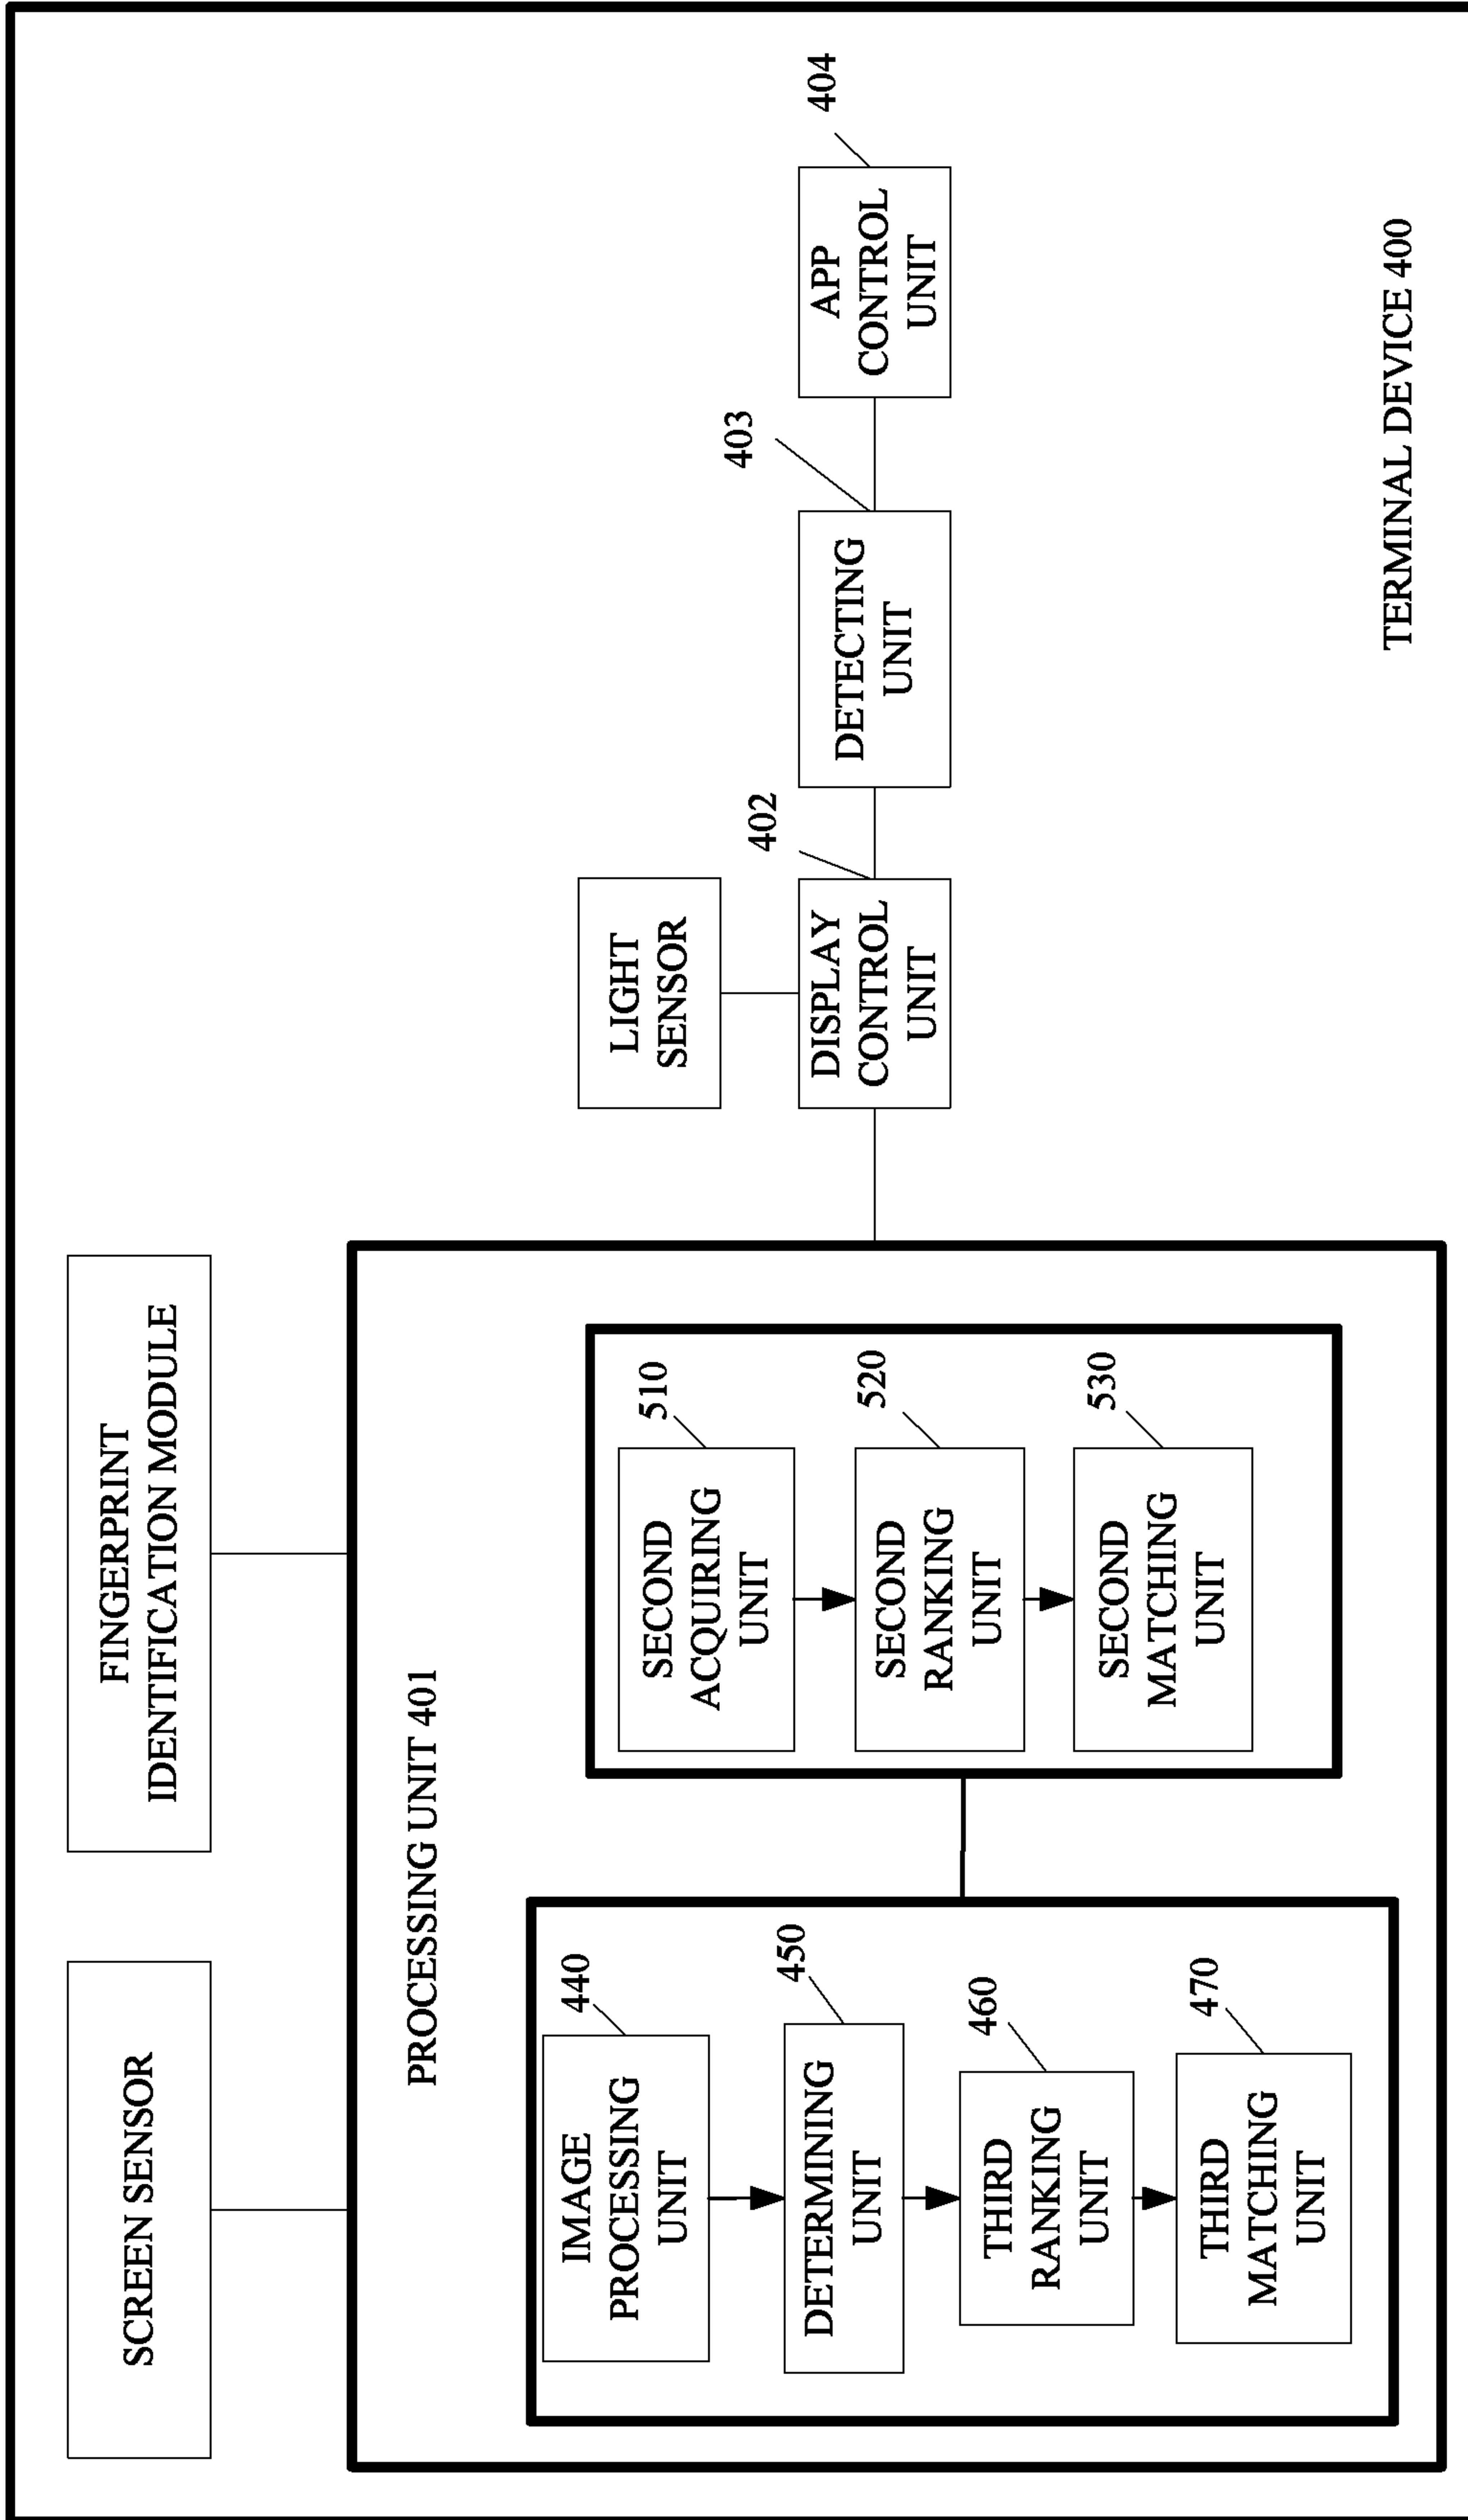 SCREEN SENSOR
FINGERPRINT
IDENTIFICATION MODULE
PROCESSING UNIT 401
440
IMAGE
PROCESSING
UNIT
450
DETERMINING
UNIT
460
THIRD
RANKING
UNIT
470
THIRD
MATCHING
UNIT
510
SECOND
ACQUIRING
UNIT
520
SECOND
RANKING
UNIT
530
SECOND
MATCHING
UNIT
LIGHT
SENSOR
402
DISPLAY
CONTROL
UNIT
403
DETECTING
UNIT
404
APP
CONTROL
UNIT
TERMINAL DEVICE 400